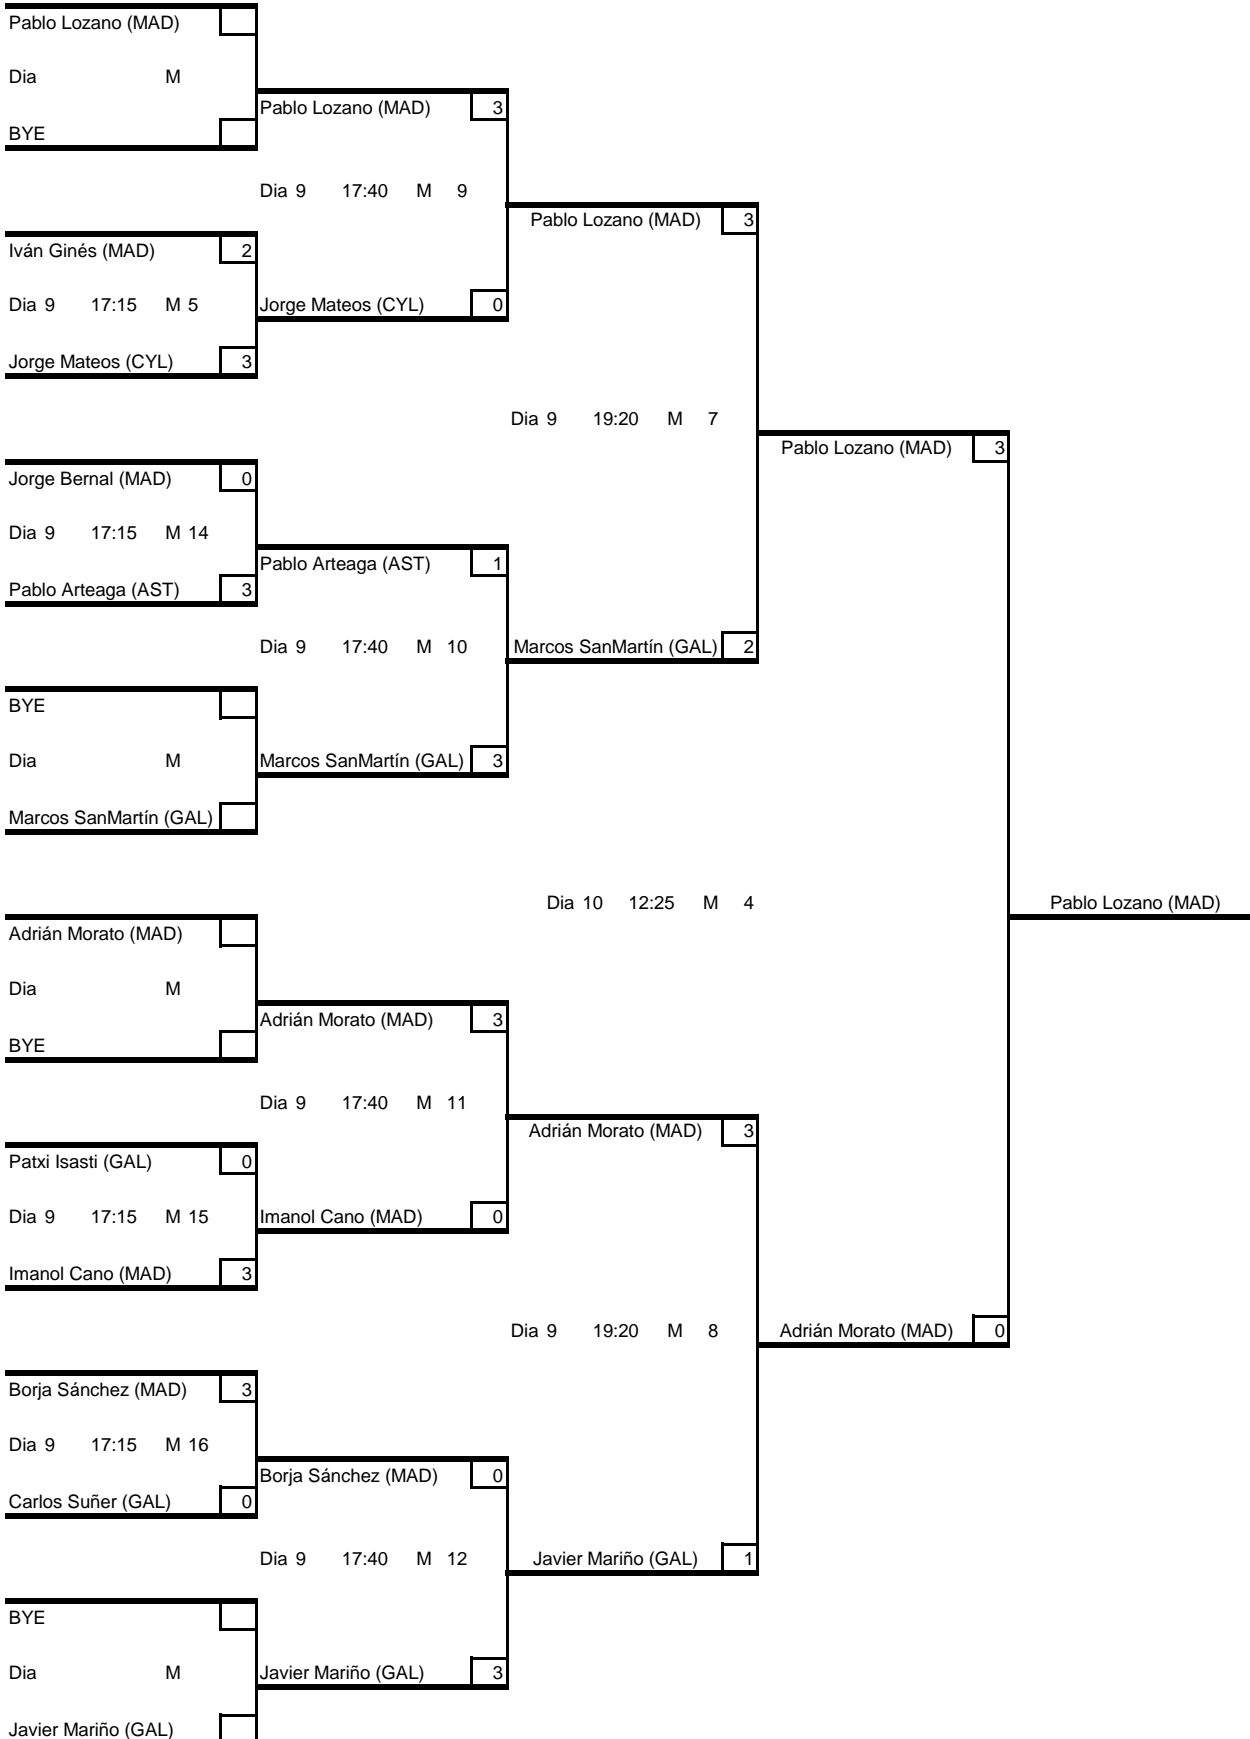 Pablo Lozano (MAD)
Dia M
Pablo Lozano (MAD) 3
BYE
Dia 9 17:40 M 9
Pablo Lozano (MAD) 3
Iván Ginés (MAD) 2
Dia 9 17:15 M 5 Jorge Mateos (CYL) 0
Jorge Mateos (CYL) 3
Dia 9 19:20 M 7
Pablo Lozano (MAD) 3
Jorge Bernal (MAD) 0
Dia 9 17:15 M 14
Pablo Arteaga (AST) 1
Pablo Arteaga (AST) 3
Dia 9 17:40 M 10 Marcos SanMartín (GAL) 2
BYE
Dia M Marcos SanMartín (GAL) 3
Marcos SanMartín (GAL)
Dia 10 12:25 M 4 Pablo Lozano (MAD)
Adrián Morato (MAD)
Dia M
Adrián Morato (MAD) 3
BYE
Dia 9 17:40 M 11
Adrián Morato (MAD) 3
Patxi Isasti (GAL) 0
Dia 9 17:15 M 15 Imanol Cano (MAD) 0
Imanol Cano (MAD) 3
Dia 9 19:20 M 8 Adrián Morato (MAD) 0
Borja Sánchez (MAD) 3
Dia 9 17:15 M 16
Borja Sánchez (MAD) 0
Carlos Suñer (GAL) 0
Dia 9 17:40 M 12 Javier Mariño (GAL) 1
BYE
Dia M Javier Mariño (GAL) 3
Javier Mariño (GAL)